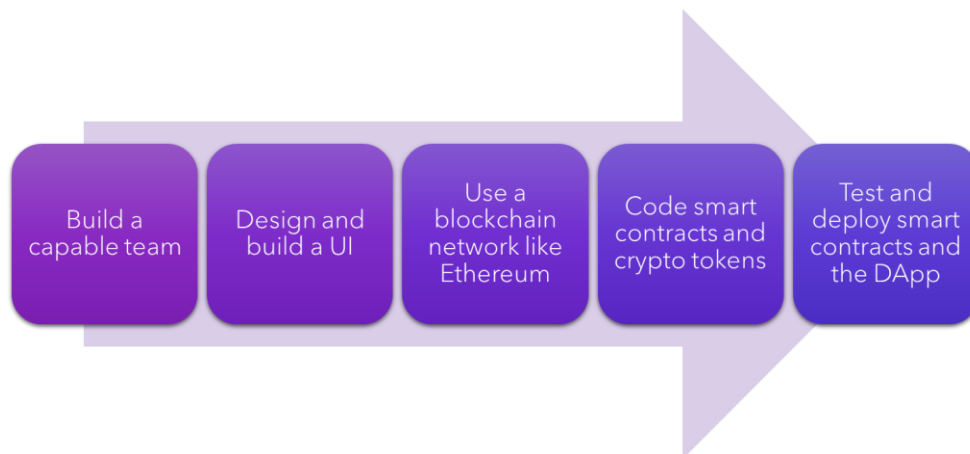 Build a
capable team
Design and
build a UI
Use a
blockchain
network like
Ethereum
Code smart
contracts and
crypto tokens
Test and
deploy smart
contracts and
the DApp